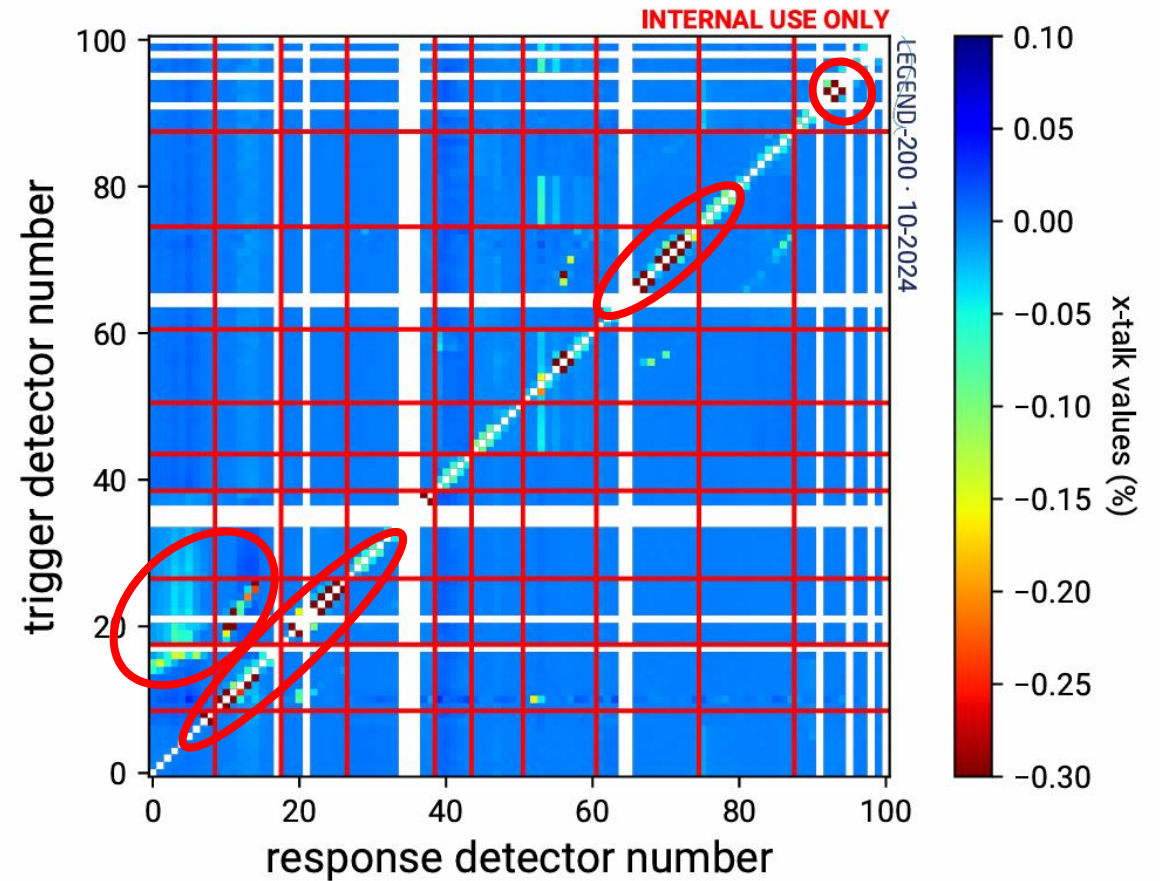 INTERNAL USE ONLY
LEGEND-200 · 10-2024
trigger detector number
100
80
60
40
20
0
0 20 40 60 80 100
response detector number
0.10
0.05
0.00
−0.05
−0.10
−0.15
−0.20
−0.25
−0.30
x-talk values (%)